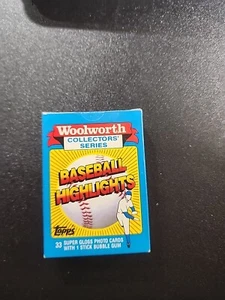 Woolworth
COLLECTORS'
SERIES
BASEBALL
HIGHLIGHTS
Topps
33 SUPER GLOSS PHOTO CARDS
WITH 1 STICK BUBBLE GUM